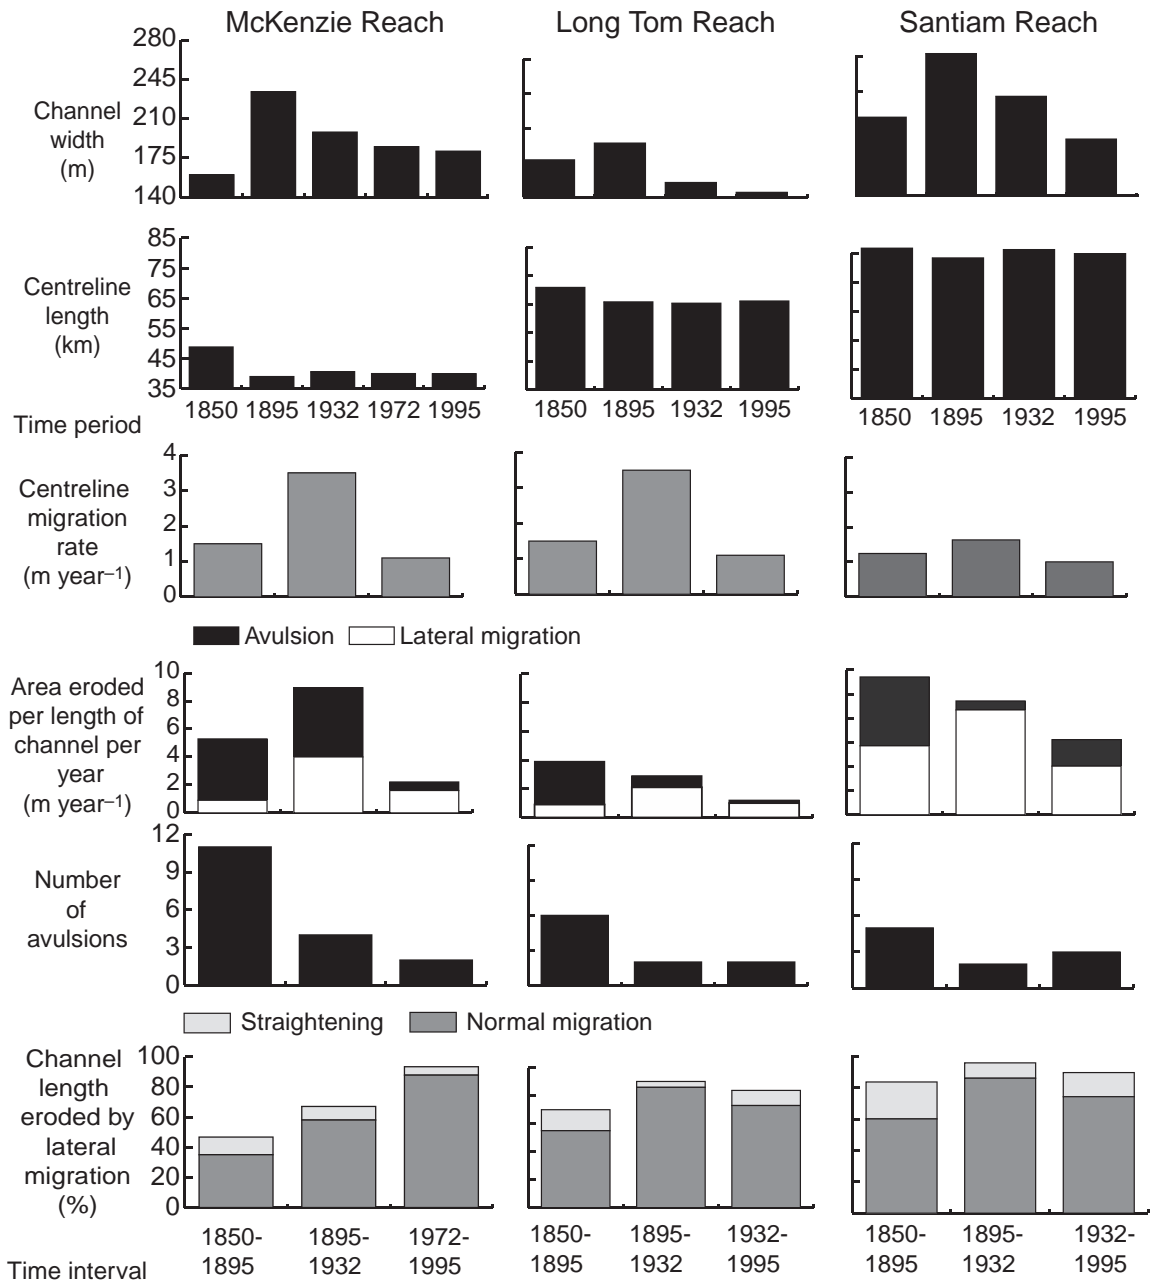 McKenzie Reach Long Tom Reach Santiam Reach
280
245
210
175
140
Channel
width
(m)
85
75
65
55
45
35
Centreline
length
(km)
Time period
1850 1895 1932 1972 1995
1850 1895 1932 1995
1850 1895 1932 1995
4
3
2
1
0
Centreline
migration
rate
(m year–1)
Avulsion Lateral migration
10
8
6
4
2
0
Area eroded
per length of
channel per
year
(m year–1)
12
9
6
3
0
Number
of
avulsions
Straightening Normal migration
100
80
60
40
20
0
Channel
length
eroded by
lateral
migration
(%)
Time interval
1850-
1895
1895-
1932
1972-
1995
1850-
1895
1895-
1932
1932-
1995
1850-
1895
1895-
1932
1932-
1995